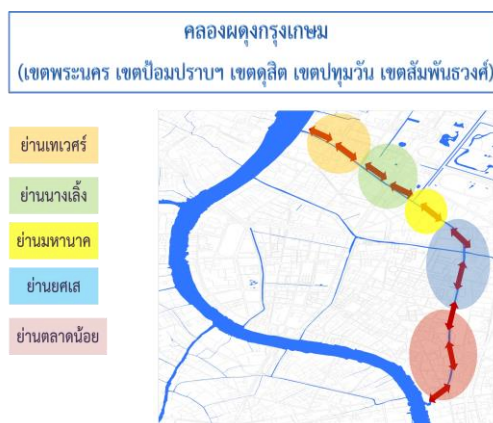 คลองผดุงกรุงเกษม
(เขตพระนคร เขตป้อมปราบฯ เขตดุสิต เขตปทุมวัน เขตสัมพันธวงศ์)
ย่านเทเวศร์
ย่านนางเลิ้ง
ย่านมหานาค
ย่านยศเส
ย่านตลาดน้อย